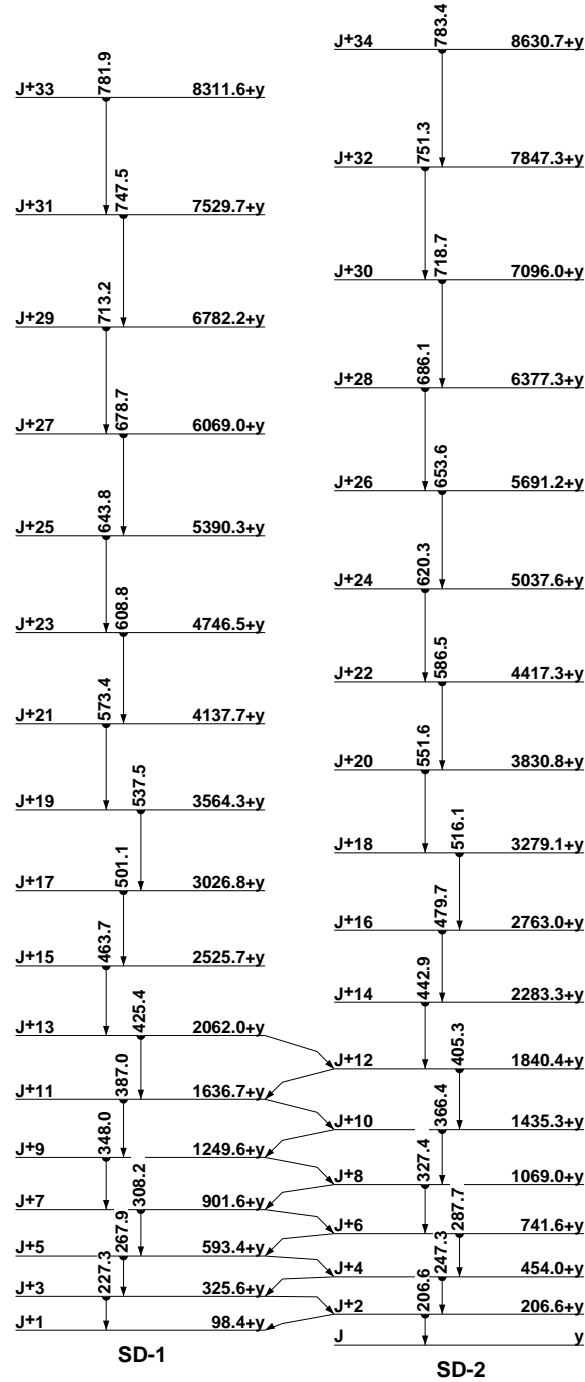 J+34 783.4 8630.7+y
J+33 781.9 8311.6+y
J+32 751.3 7847.3+y
J+31 747.5 7529.7+y
J+30 718.7 7096.0+y
J+29 713.2 6782.2+y
J+28 686.1 6377.3+y
J+27 678.7 6069.0+y
J+26 653.6 5691.2+y
J+25 643.8 5390.3+y
J+24 620.3 5037.6+y
J+23 608.8 4746.5+y
J+22 586.5 4417.3+y
J+21 573.4 4137.7+y
J+20 551.6 3830.8+y
J+19 537.5 3564.3+y
J+18 516.1 3279.1+y
J+17 501.1 3026.8+y
J+16 479.7 2763.0+y
J+15 463.7 2525.7+y
J+14 442.9 2283.3+y
J+13 425.4 2062.0+y
J+12 405.3 1840.4+y
J+11 387.0 1636.7+y
J+10 366.4 1435.3+y
J+9 348.0 1249.6+y
J+8 327.4 1069.0+y
J+7 308.2 901.6+y
J+6 287.7 741.6+y
J+5 267.9 593.4+y
J+4 247.3 454.0+y
J+3 227.3 325.6+y
J+2 206.6 206.6+y
J+1 98.4+y
J y
SD-1
SD-2